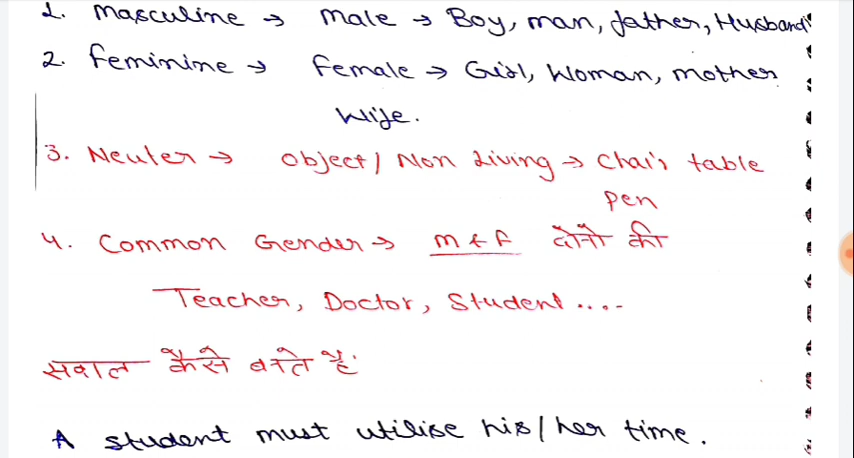 1. Masculine → Male → Boy, man, father, Husband
2. Feminine → Female → Girl, Woman, mother
Wife.
3. Neuter → Object / Non Living → Chair table
Pen
4. Common Gender → M & F दोनों की
Teacher, Doctor, Student ....
सवाल कैसे बनते हैं
A student must utilise his/her time.